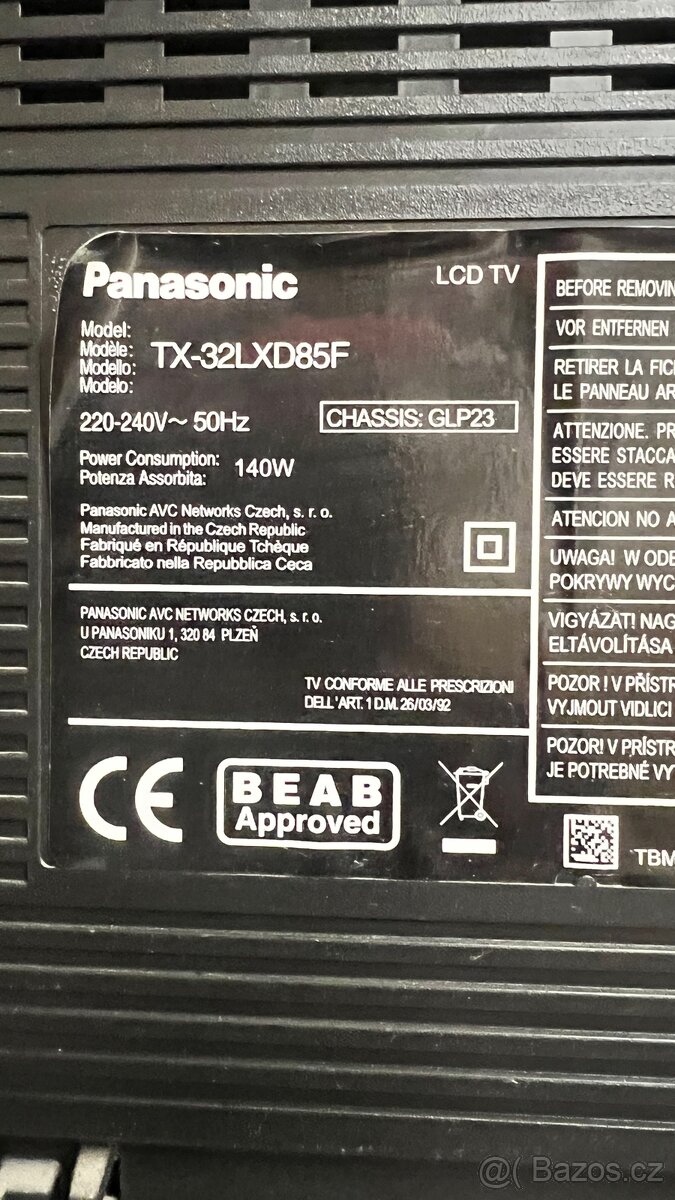 Panasonic
LCD TV
Model:
Modèle:
Modello:
Modelo:
TX-32LXD85F
220-240V~ 50Hz
CHASSIS: GLP23
Power Consumption:
Potenza Assorbita:
140W
Panasonic AVC Networks Czech, s. r. o.
Manufactured in the Czech Republic
Fabriqué en République Tchèque
Fabbricato nella Repubblica Ceca
PANASONIC AVC NETWORKS CZECH, s. r. o.
U PANASONIKU 1, 320 84 PLZEŇ
CZECH REPUBLIC
TV CONFORME ALLE PRESCRIZIONI
DELL'ART. 1 D.M. 26/03/92
CE
BEAB
Approved
BEFORE REMOVIN
VOR ENTFERNEN
RETIRER LA FIC
LE PANNEAU AR
ATTENZIONE. PR
ESSERE STACCA
DEVE ESSERE R
ATENCION NO A
UWAGA! W ODB
POKRYWY WYC
VIGYÁZAT! NAG
ELTÁVOLÍTÁSA
POZOR ! V PŘÍSTR
VYJMOUT VIDLICI
POZOR! V PRÍSTR
JE POTREBNÉ VY
TBM
@( Bazos.cz